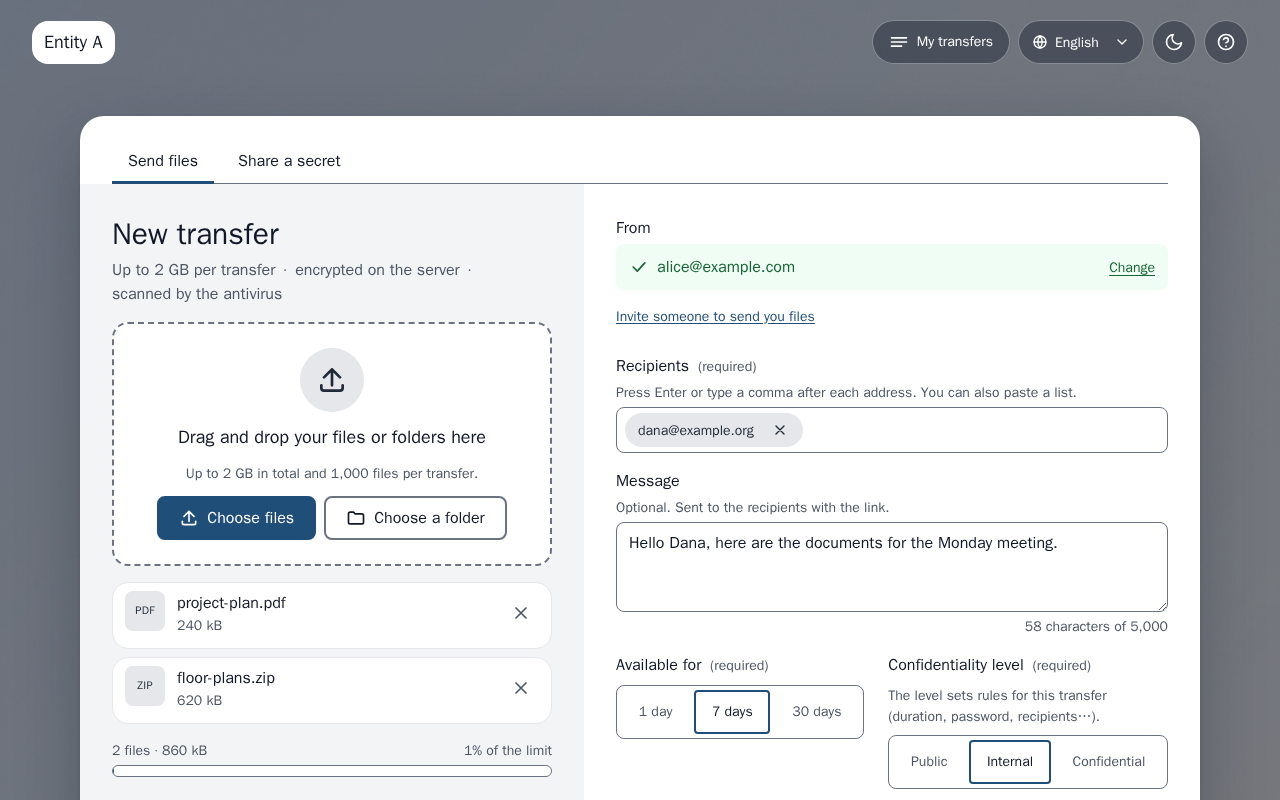 Entity A
My transfers
English
Send files
Share a secret
New transfer
Up to 2 GB per transfer · encrypted on the server ·
scanned by the antivirus
Drag and drop your files or folders here
Up to 2 GB in total and 1,000 files per transfer.
Choose files
Choose a folder
PDF
project-plan.pdf
240 kB
ZIP
floor-plans.zip
620 kB
2 files · 860 kB
1% of the limit
From
alice@example.com
Change
Invite someone to send you files
Recipients (required)
Press Enter or type a comma after each address. You can also paste a list.
dana@example.org
Message
Optional. Sent to the recipients with the link.
Hello Dana, here are the documents for the Monday meeting.
58 characters of 5,000
Available for (required)
1 day
7 days
30 days
Confidentiality level (required)
The level sets rules for this transfer
(duration, password, recipients…).
Public
Internal
Confidential